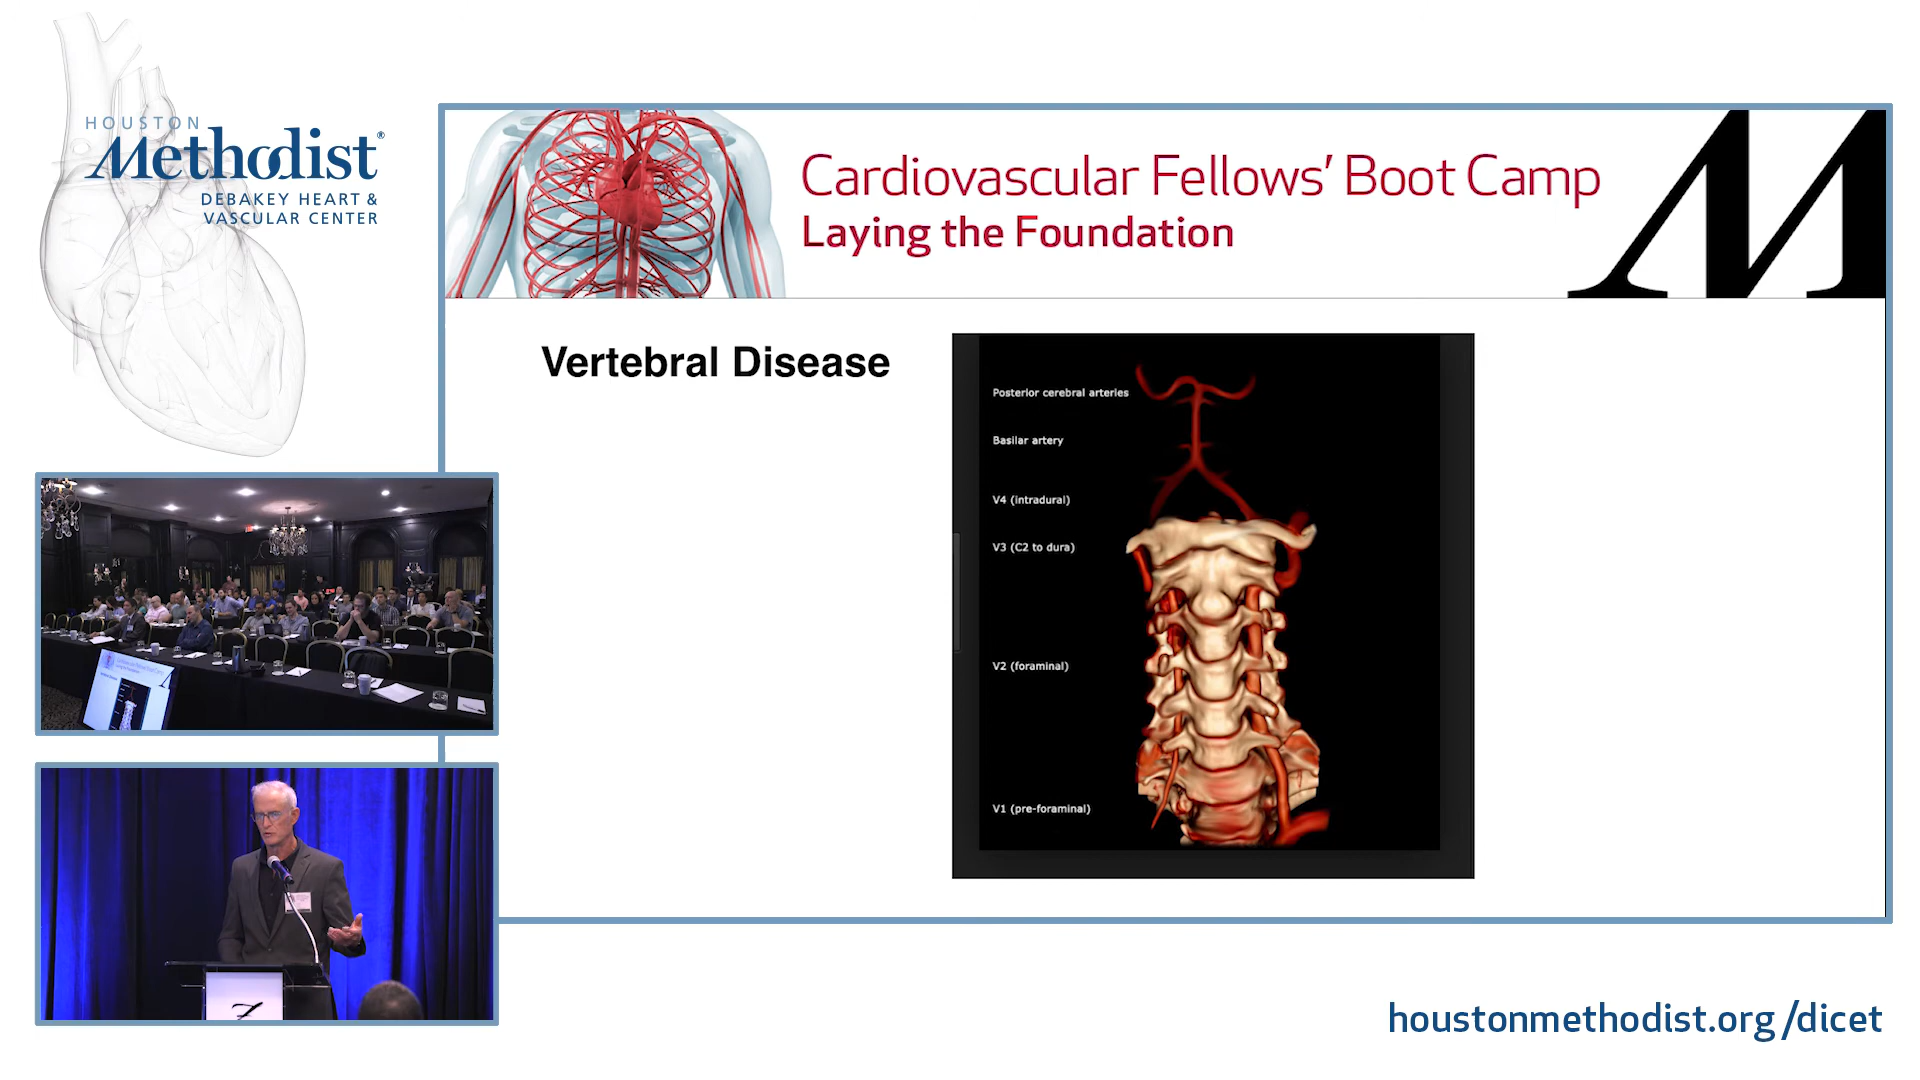 HOUSTON
Methodist®
DEBAKEY HEART &
VASCULAR CENTER
Cardiovascular Fellows’ Boot Camp
Laying the Foundation
Vertebral Disease
Posterior cerebral arteries
Basilar artery
V4 (intradural)
V3 (C2 to dura)
V2 (foraminal)
V1 (pre-foraminal)
houstonmethodist.org/dicet